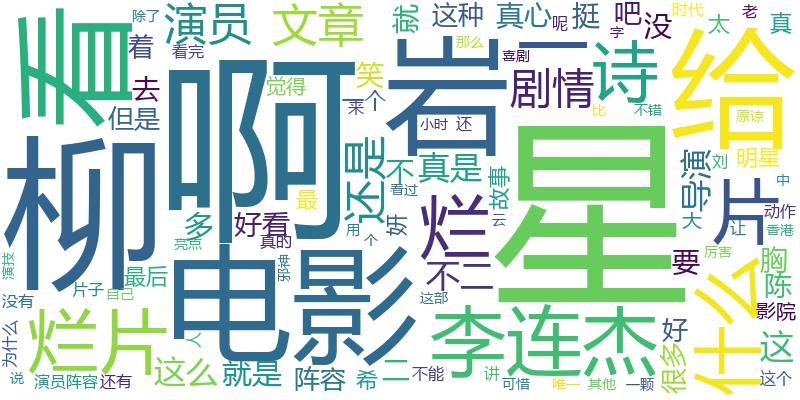 除了
演员
文章
就
这种
真心
呢
挺
吧
没
时代
老
太
真
看
着
看完
啊
岩
一
那么
喜剧
字
诗
给
剧情
去
觉得
笑
个
来
一
但是
小时
还
比
不错
原谅
柳
还是
不
真是
星
故事
导演
刘
明星
中
片
最
看过
多
好看
妍
烂
云
大
让
动作
香港
真的
用
个
亮点
电影
邪神
不二
要
厉害
什么
胸
演技
最后
陈
没有
片子
自己
这部
影院
烂片
李连杰
好
这
为什么
人
很多
说
演员阵容
还有
这么
就是
阵容
希
二
不能
讲
可惜
唯一
其他
一颗
这个